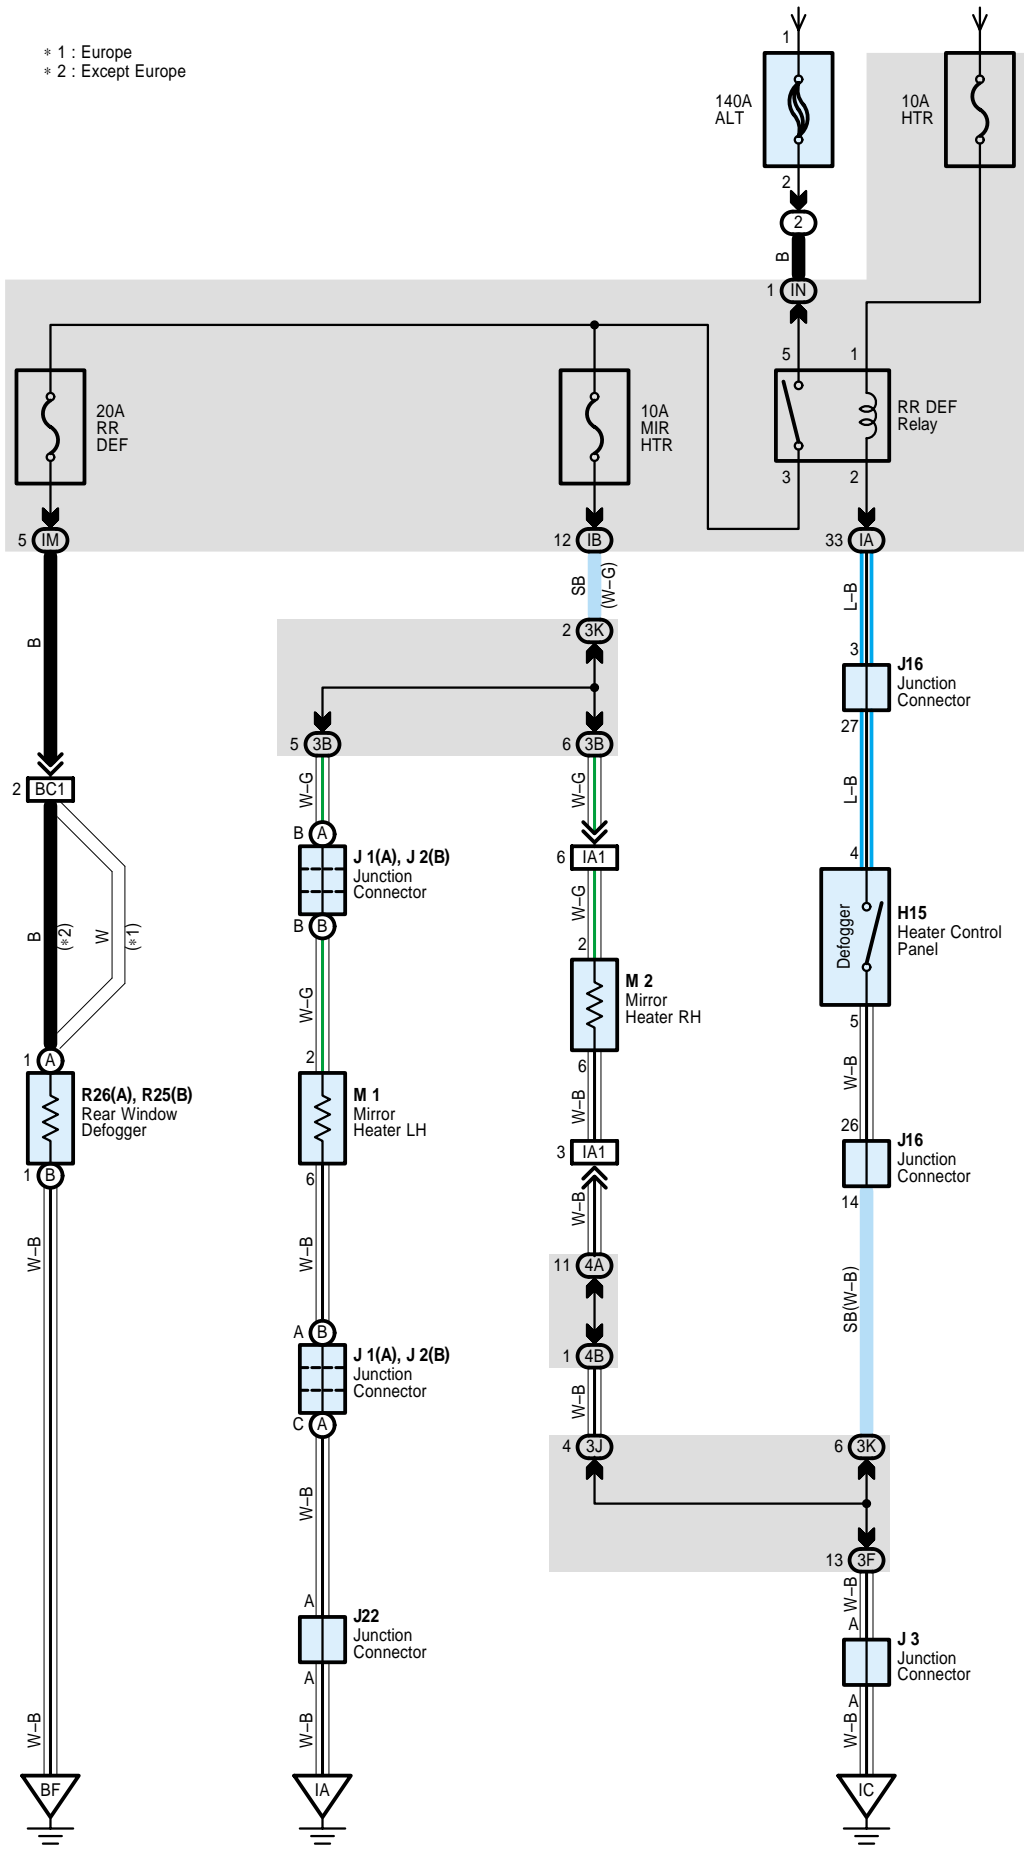 * 1 : Europe
* 2 : Except Europe
1
140A
ALT
10A
HTR
2
2
B
1 IN
5
1
20A
RR
DEF
10A
MIR
HTR
RR DEF
Relay
3
2
5 IM
12 IB
33 IA
SB
(W–G)
L–B
B
2 3K
3
J16
Junction
Connector
27
5 3B
6 3B
W–G
W–G
L–B
2 BC1
B A
J 1(A), J 2(B)
Junction
Connector
B B
6 IA1
W–G
4
Defogger
H15
Heater Control
Panel
B
(*2)
W
(*1)
2
M 2
Mirror
Heater RH
W–G
5
1 A
2
6
W–B
W–B
R26(A), R25(B)
Rear Window
Defogger
M 1
Mirror
Heater LH
26
J16
Junction
Connector
3 IA1
1 B
6
14
W–B
W–B
W–B
11 4A
SB(W–B)
A B
J 1(A), J 2(B)
Junction
Connector
1 4B
W–B
C A
4 3J
6 3K
W–B
13 3F
W–B
A
J22
Junction
Connector
A
A
J 3
Junction
Connector
A
W–B
W–B
W–B
BF
IA
IC